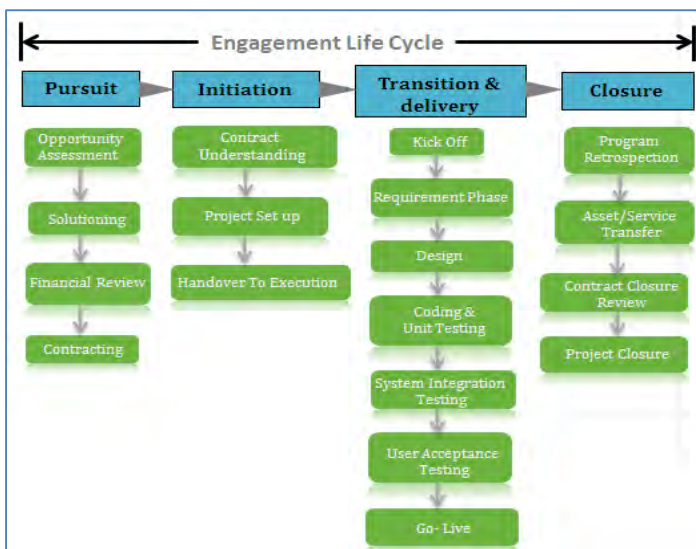 Engagement Life Cycle
Pursuit
Initiation
Transition &
delivery
Closure
Opportunity
Assessment
Solutioning
Financial Review
Contracting
Contract
Understanding
Project Set up
Handover To Execution
Kick Off
Requirement Phase
Design
Coding &
Unit Testing
System Integration
Testing
User Acceptance
Testing
Go- Live
Program
Retrospection
Asset/Service
Transfer
Contract Closure
Review
Project Closure